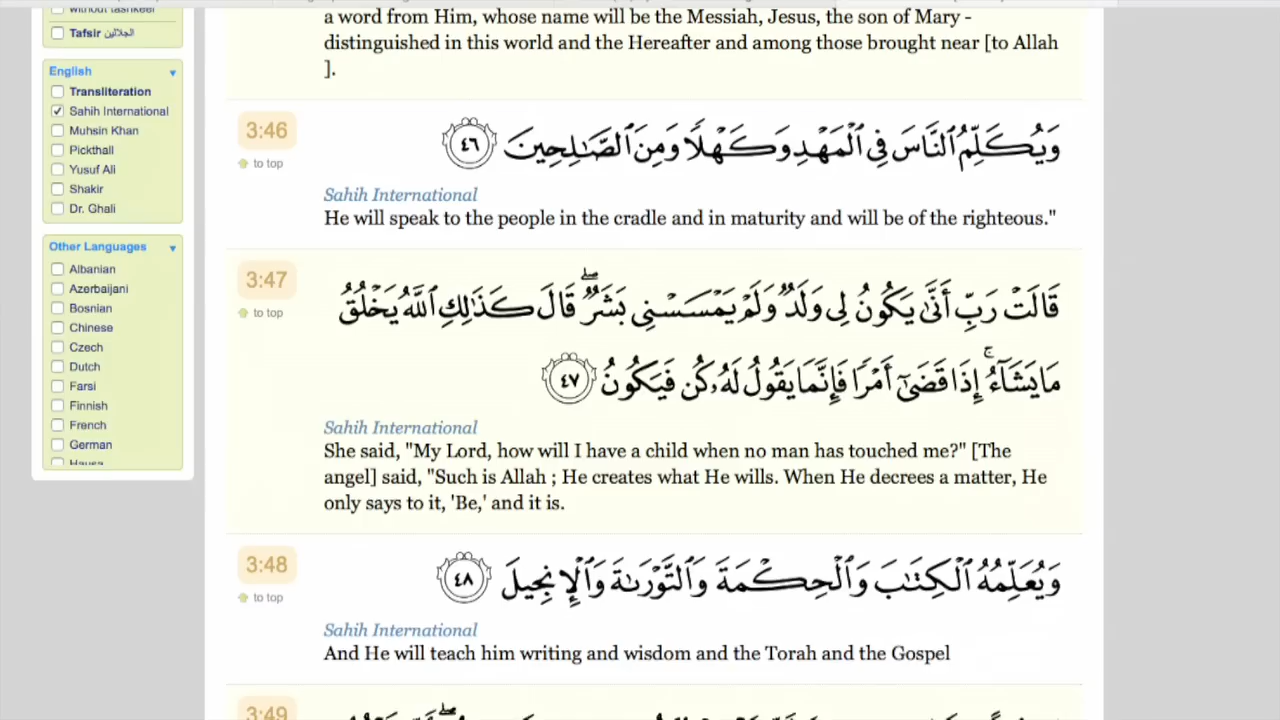 without tashkeel
Tafsir الجلالين
English
Transliteration
Sahih International
Muhsin Khan
Pickthall
Yusuf Ali
Shakir
Dr. Ghali
Other Languages
Albanian
Azerbaijani
Bosnian
Chinese
Czech
Dutch
Farsi
Finnish
French
German
Hausa
a word from Him, whose name will be the Messiah, Jesus, the son of Mary -
distinguished in this world and the Hereafter and among those brought near [to Allah
].
3:46
to top
وَيُكَلِّمُ ٱلنَّاسَ فِى ٱلْمَهْدِ وَكَهْلًا وَمِنَ ٱلصَّٰلِحِينَ ٤٦
Sahih International
He will speak to the people in the cradle and in maturity and will be of the righteous."
3:47
to top
قَالَتْ رَبِّ أَنَّىٰ يَكُونُ لِى وَلَدٌ وَلَمْ يَمْسَسْنِى بَشَرٌ ۖ قَالَ كَذَٰلِكِ ٱللَّهُ يَخْلُقُ
مَا يَشَآءُ ۚ إِذَا قَضَىٰٓ أَمْرًا فَإِنَّمَا يَقُولُ لَهُۥ كُن فَيَكُونُ ٤٧
Sahih International
She said, "My Lord, how will I have a child when no man has touched me?" [The
angel] said, "Such is Allah ; He creates what He wills. When He decrees a matter, He
only says to it, 'Be,' and it is.
3:48
to top
وَيُعَلِّمُهُ ٱلْكِتَٰبَ وَٱلْحِكْمَةَ وَٱلتَّوْرَىٰةَ وَٱلْإِنجِيلَ ٤٨
Sahih International
And He will teach him writing and wisdom and the Torah and the Gospel
3:49